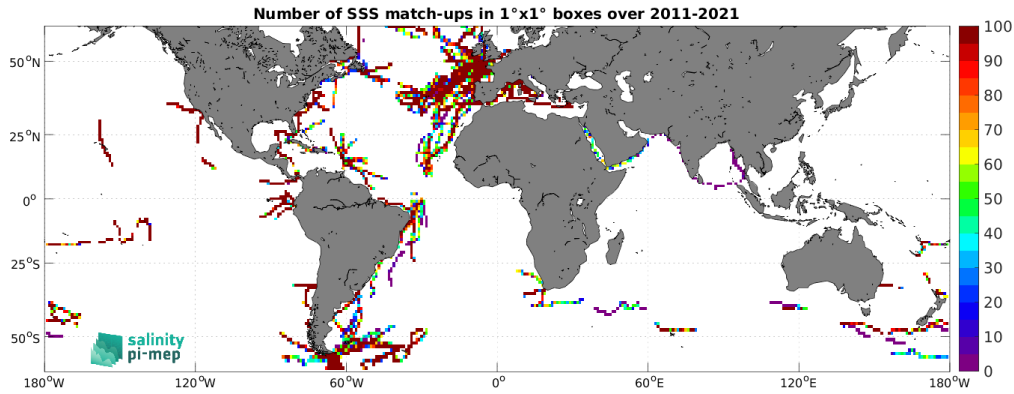 Number of SSS match-ups in 1°x1° boxes over 2011-2021
50°N
25°N
0°
25°S
50°S
180°W
120°W
60°W
0°
60°E
120°E
180°W
100
90
80
70
60
50
40
30
20
10
0
salinity
pi-mep